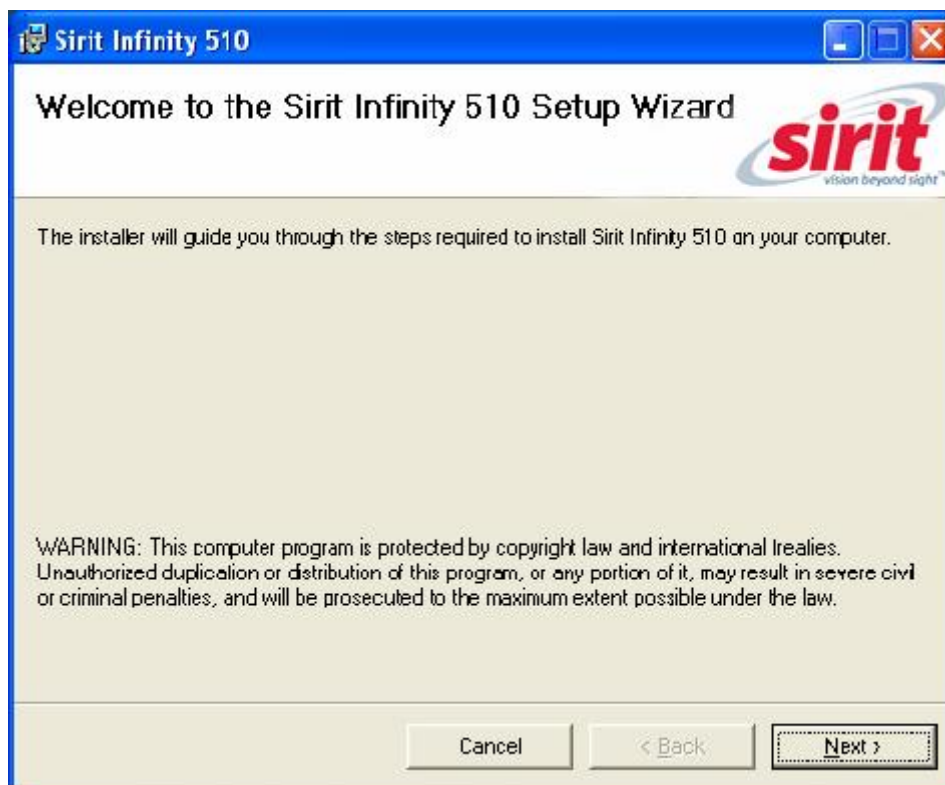 Sirit Infinity 510
Welcome to the Sirit Infinity 510 Setup Wizard
sirit
vision beyond sight™
The installer will guide you through the steps required to install Sirit Infinity 510 on your computer.
WARNING: This computer program is protected by copyright law and international treaties.
Unauthorized duplication or distribution of this program, or any portion of it, may result in severe civil
or criminal penalties, and will be prosecuted to the maximum extent possible under the law.
Cancel
< Back
Next >